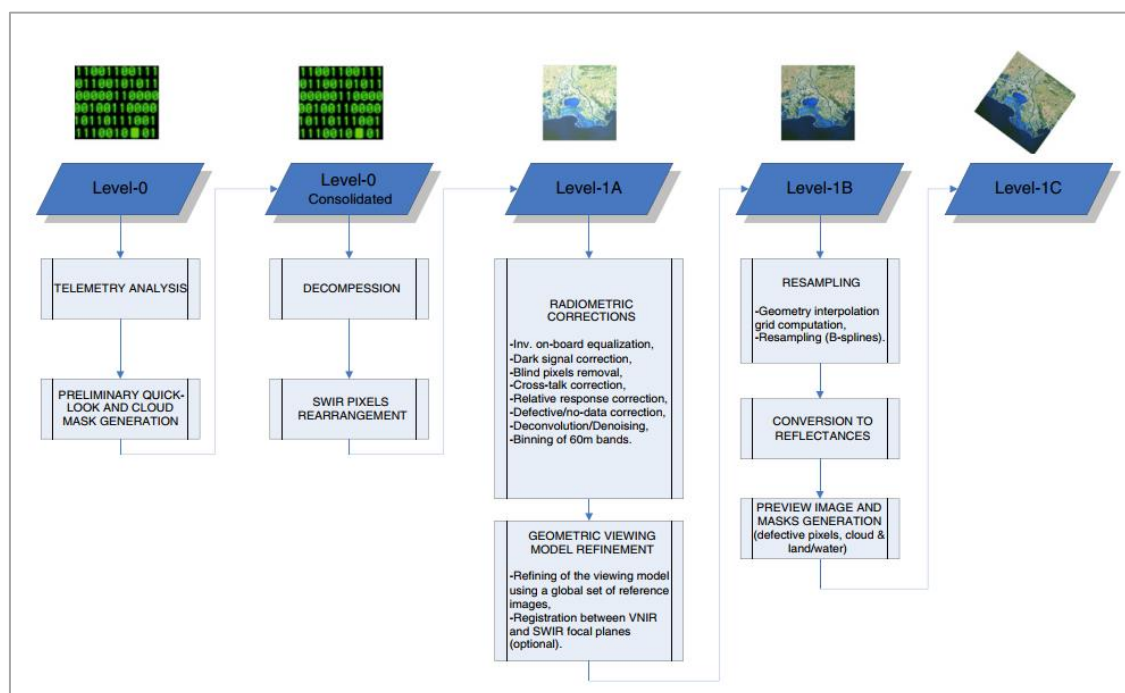 Level-0
TELEMETRY ANALYSIS
PRELIMINARY QUICK-
LOOK AND CLOUD
MASK GENERATION
Level-0
Consolidated
DECOMPESSION
SWIR PIXELS
REARRANGEMENT
Level-1A
RADIOMETRIC
CORRECTIONS
-Inv. on-board equalization,
-Dark signal correction,
-Blind pixels removal,
-Cross-talk correction,
-Relative response correction,
-Defective/no-data correction,
-Deconvolution/Denoising,
-Binning of 60m bands.
GEOMETRIC VIEWING
MODEL REFINEMENT
-Refining of the viewing model
using a global set of reference
images,
-Registration between VNIR
and SWIR focal planes
(optional).
Level-1B
RESAMPLING
-Geometry interpolation
grid computation,
-Resampling (B-splines).
CONVERSION TO
REFLECTANCES
PREVIEW IMAGE AND
MASKS GENERATION
(defective pixels, cloud &
land/water)
Level-1C